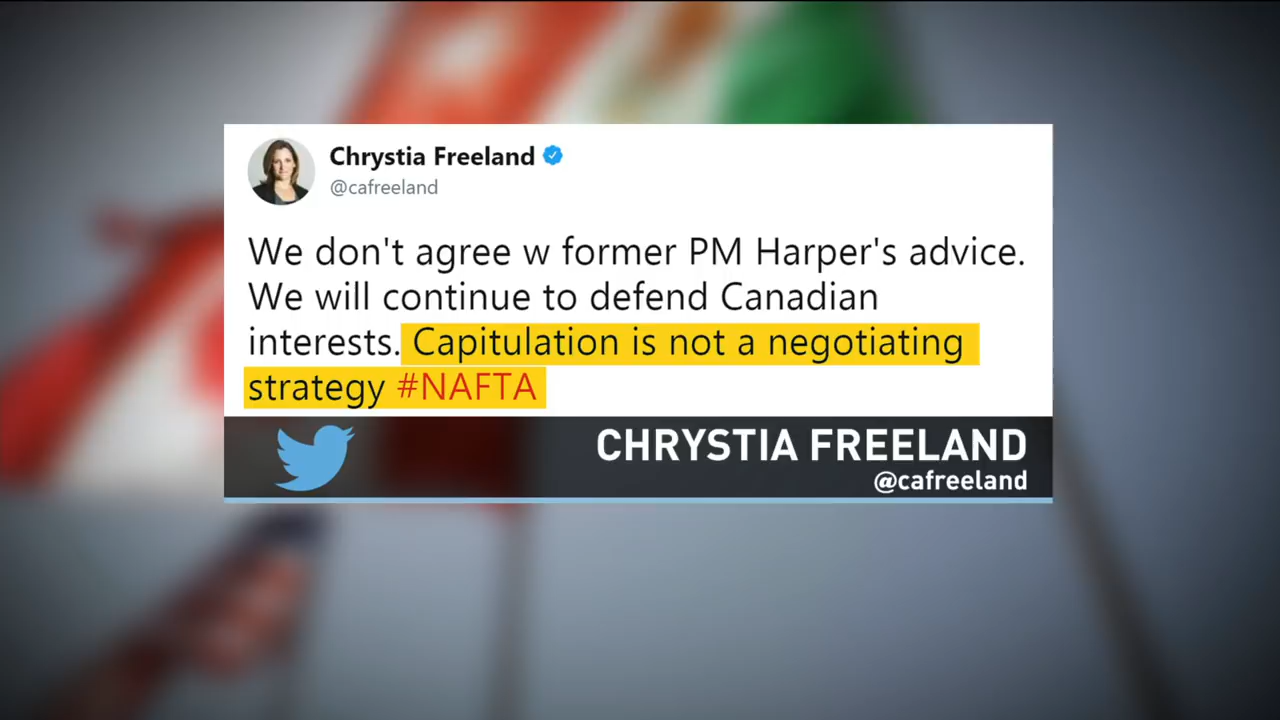 Chrystia Freeland
@cafreeland
We don't agree w former PM Harper's advice.
We will continue to defend Canadian
interests. Capitulation is not a negotiating
strategy #NAFTA
CHRYSTIA FREELAND
@cafreeland